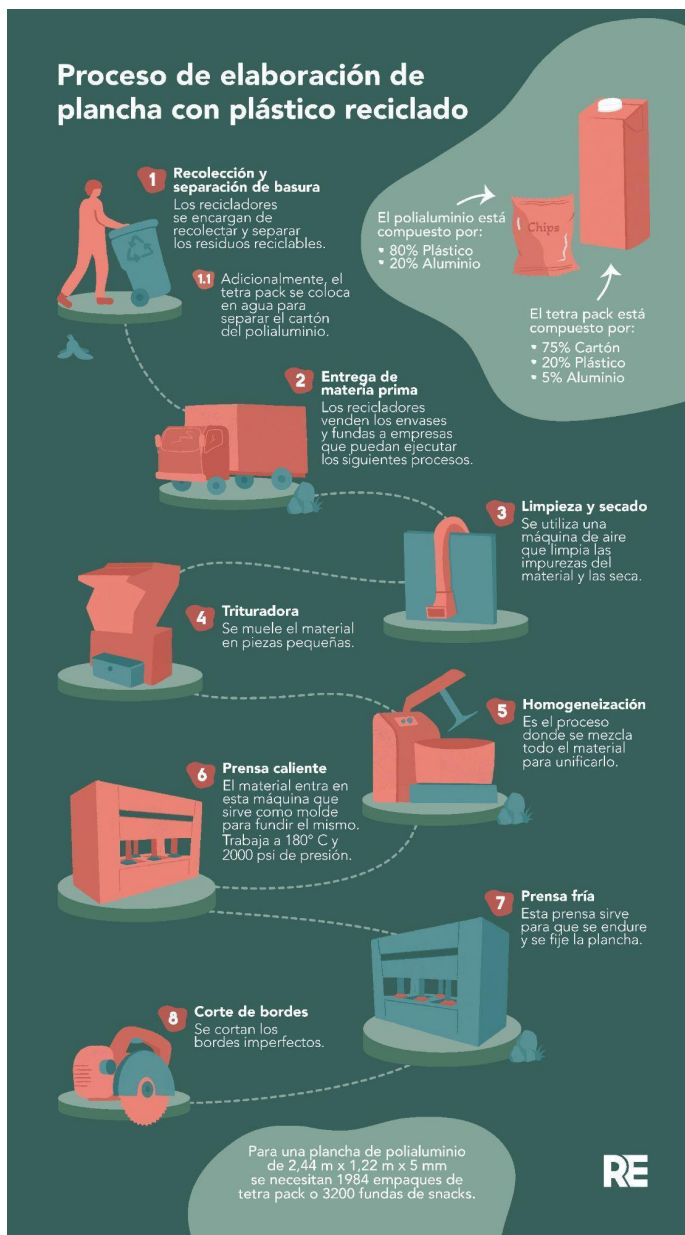 Proceso de elaboración de
plancha con plástico reciclado
1
Recolección y
separación de basura
Los recicladores
se encargan de
recolectar y separar
los residuos reciclables.
1.1
Adicionalmente, el
tetra pack se coloca
en agua para
separar el cartón
del polialuminio.
El polialuminio está
compuesto por:
• 80% Plástico
• 20% Aluminio
Chips
El tetra pack está
compuesto por:
• 75% Cartón
• 20% Plástico
• 5% Aluminio
2
Entrega de
materia prima
Los recicladores
venden los envases
y fundas a empresas
que puedan ejecutar
los siguientes procesos.
3
Limpieza y secado
Se utiliza una
máquina de aire
que limpia las
impurezas del
material y las seca.
4
Trituradora
Se muele el material
en piezas pequeñas.
5
Homogeneización
Es el proceso
donde se mezcla
todo el material
para unificarlo.
6
Prensa caliente
El material entra en
esta máquina que
sirve como molde
para fundir el mismo.
Trabaja a 180° C y
2000 psi de presión.
7
Prensa fría
Esta prensa sirve
para que se endure
y se fije la plancha.
8
Corte de bordes
Se cortan los
bordes imperfectos.
Para una plancha de polialuminio
de 2,44 m x 1,22 m x 5 mm
se necesitan 1984 empaques de
tetra pack o 3200 fundas de snacks.
RE